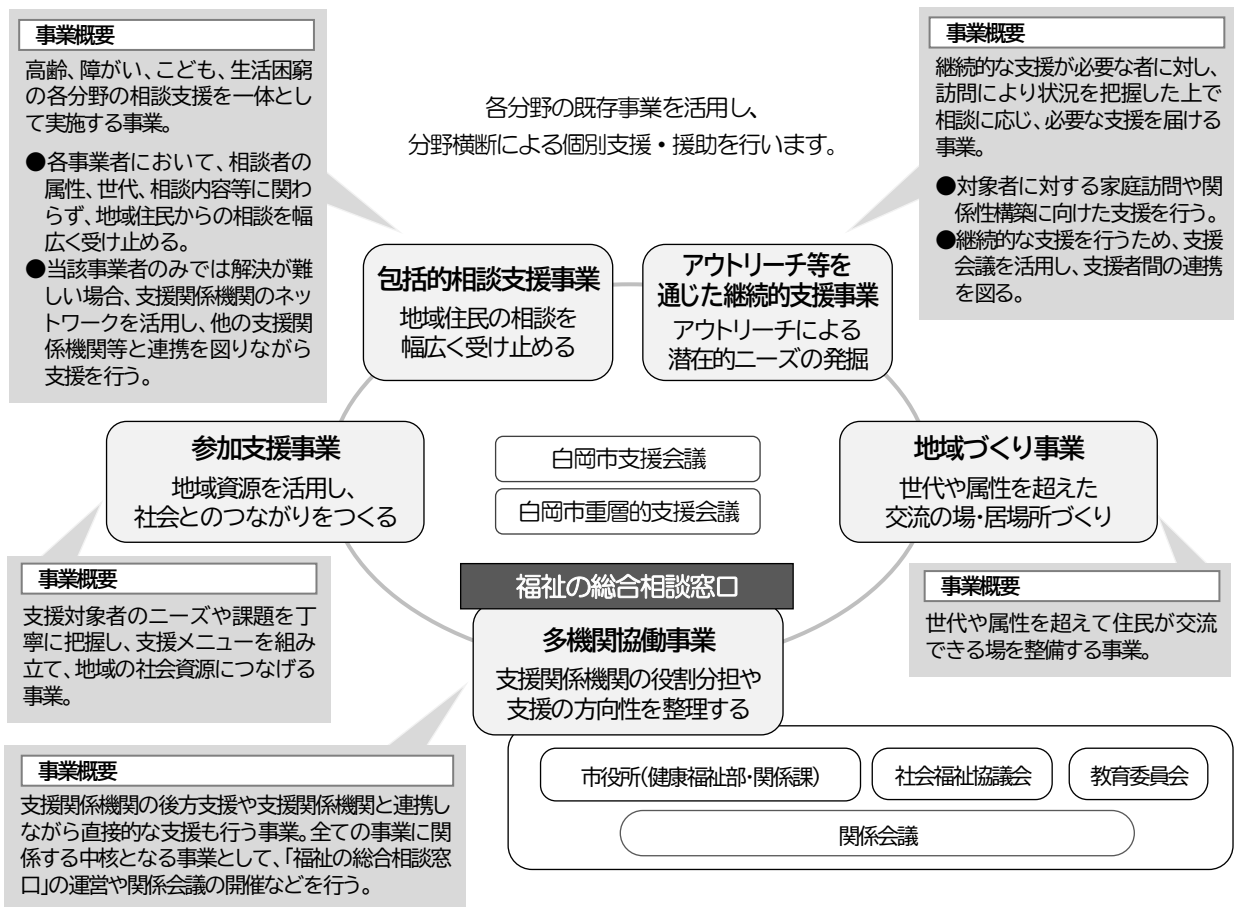 事業概要
高齢、障がい、こども、生活困窮
の各分野の相談支援を一体とし
て実施する事業。
●各事業者において、相談者の
属性、世代、相談内容等に関わ
らず、地域住民からの相談を幅
広く受け止める。
●当該事業者のみでは解決が難
しい場合、支援関係機関のネッ
トワークを活用し、他の支援関
係機関等と連携を図りながら
支援を行う。
各分野の既存事業を活用し、
分野横断による個別支援・援助を行います。
事業概要
継続的な支援が必要な者に対し、
訪問により状況を把握した上で
相談に応じ、必要な支援を届ける
事業。
●対象者に対する家庭訪問や関
係性構築に向けた支援を行う。
●継続的な支援を行うため、支援
会議を活用し、支援者間の連携
を図る。
包括的相談支援事業
地域住民の相談を
幅広く受け止める
アウトリーチ等を
通じた継続的支援事業
アウトリーチによる
潜在的ニーズの発掘
参加支援事業
地域資源を活用し、
社会とのつながりをつくる
白岡市支援会議
白岡市重層的支援会議
地域づくり事業
世代や属性を超えた
交流の場・居場所づくり
事業概要
支援対象者のニーズや課題を丁
寧に把握し、支援メニューを組み
立て、地域の社会資源につなげる
事業。
福祉の総合相談窓口
多機関協働事業
支援関係機関の役割分担や
支援の方向性を整理する
事業概要
世代や属性を超えて住民が交流
できる場を整備する事業。
事業概要
支援関係機関の後方支援や支援関係機関と連携し
ながら直接的な支援も行う事業。全ての事業に関
係する中核となる事業として、「福祉の総合相談窓
口」の運営や関係会議の開催などを行う。
市役所(健康福祉部・関係課)
社会福祉協議会
教育委員会
関係会議